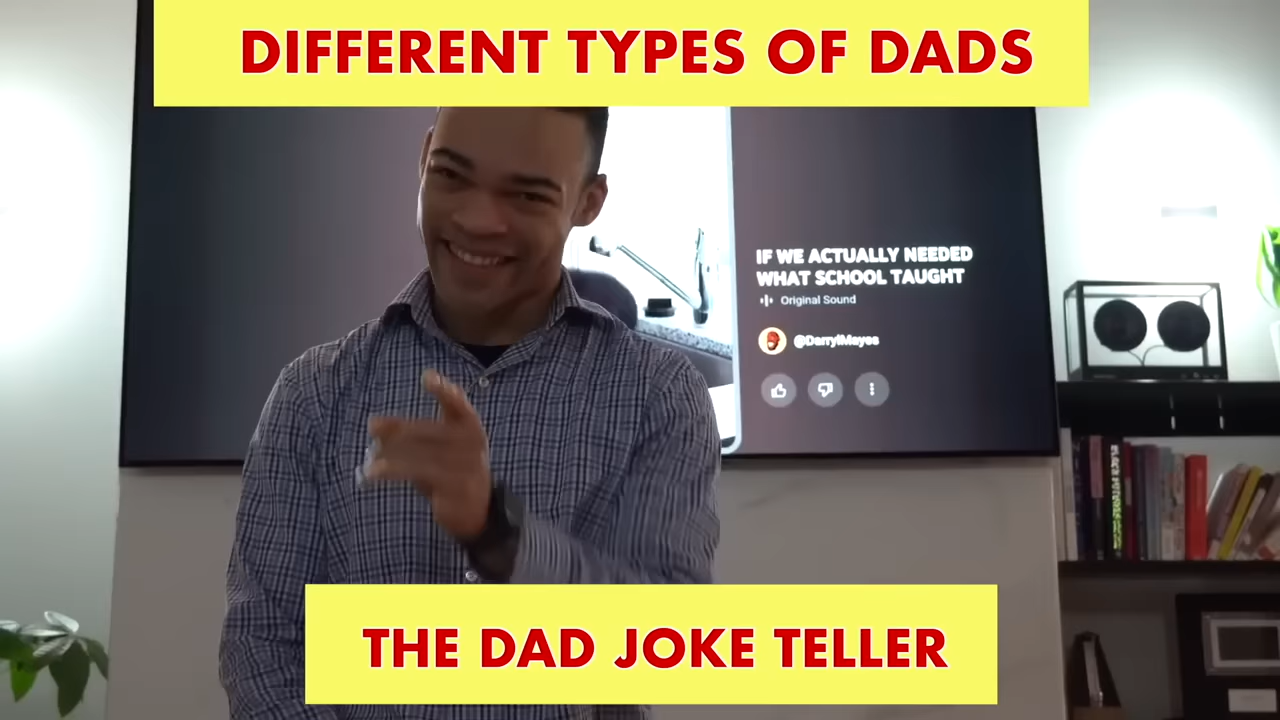 DIFFERENT TYPES OF DADS
IF WE ACTUALLY NEEDED
WHAT SCHOOL TAUGHT
Original Sound
@DarrylMayes
THE DAD JOKE TELLER